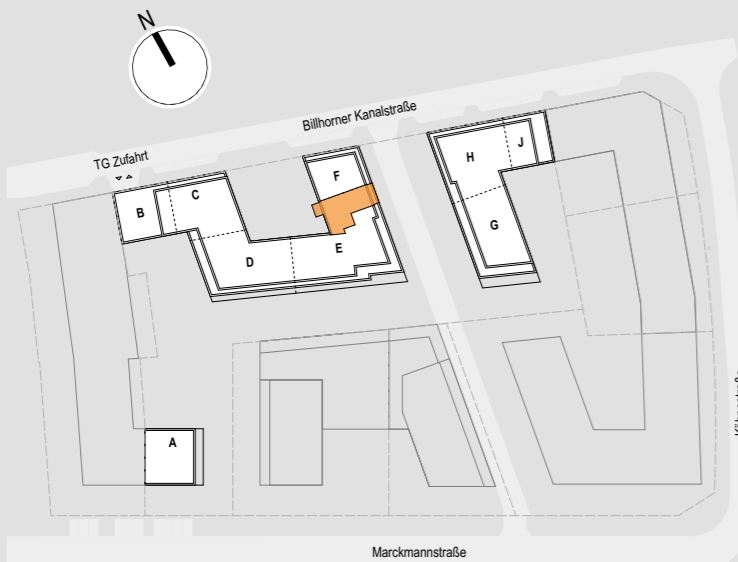 N
Billhorner Kanalstraße
TG Zufahrt
H
J
F
C
B
G
E
D
A
Marckmannstraße